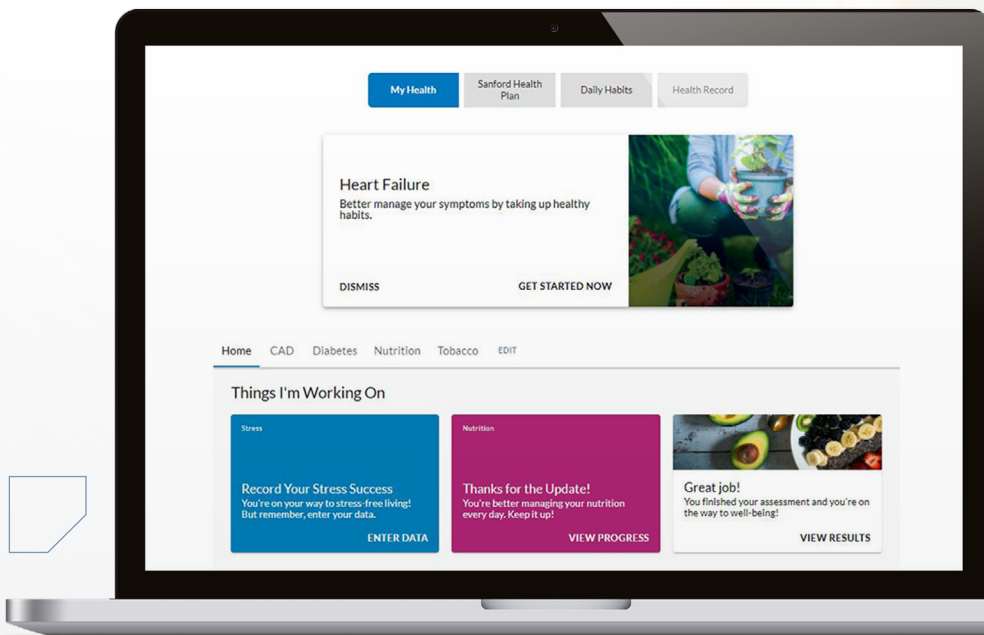 My Health
Sanford Health
Plan
Daily Habits
Health Record
Heart Failure
Better manage your symptoms by taking up healthy
habits.
DISMISS
GET STARTED NOW
Home
CAD
Diabetes
Nutrition
Tobacco
EDIT
Things I'm Working On
Stress
Record Your Stress Success
You're on your way to stress-free living!
But remember, enter your data.
ENTER DATA
Nutrition
Thanks for the Update!
You're better managing your nutrition
every day. Keep it up!
VIEW PROGRESS
Great job!
You finished your assessment and you're on
the way to well-being!
VIEW RESULTS